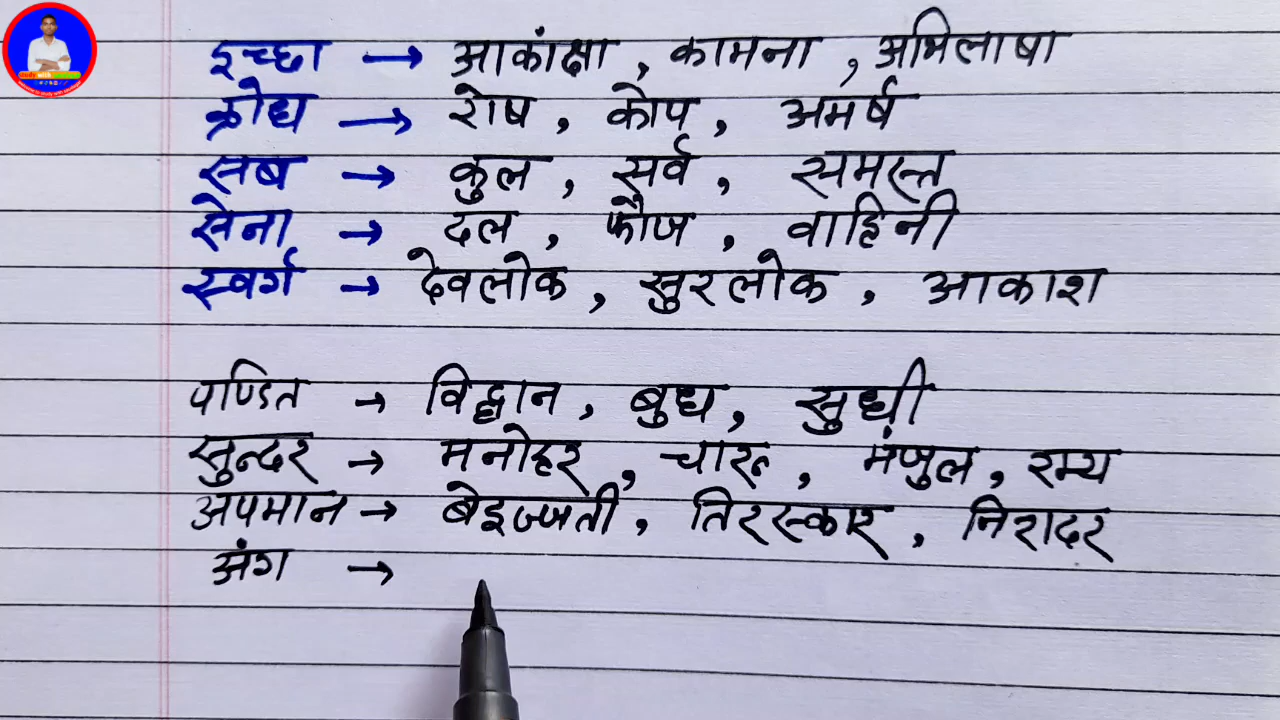 इच्छा → आकांक्षा , कामना , अभिलाषा
क्रोध → रोष , कोप , अमर्ष
सब → कुल , सर्व , समस्त
सेना → दल , फौज , वाहिनी
स्वर्ग → देवलोक , सुरलोक , आकाश
पण्डित → विद्वान , बुध , सुधी
सुन्दर → मनोहर , चारु , मंजुल , रम्य
अपमान → बेइज्जती , तिरस्कार , निरादर
अंग →